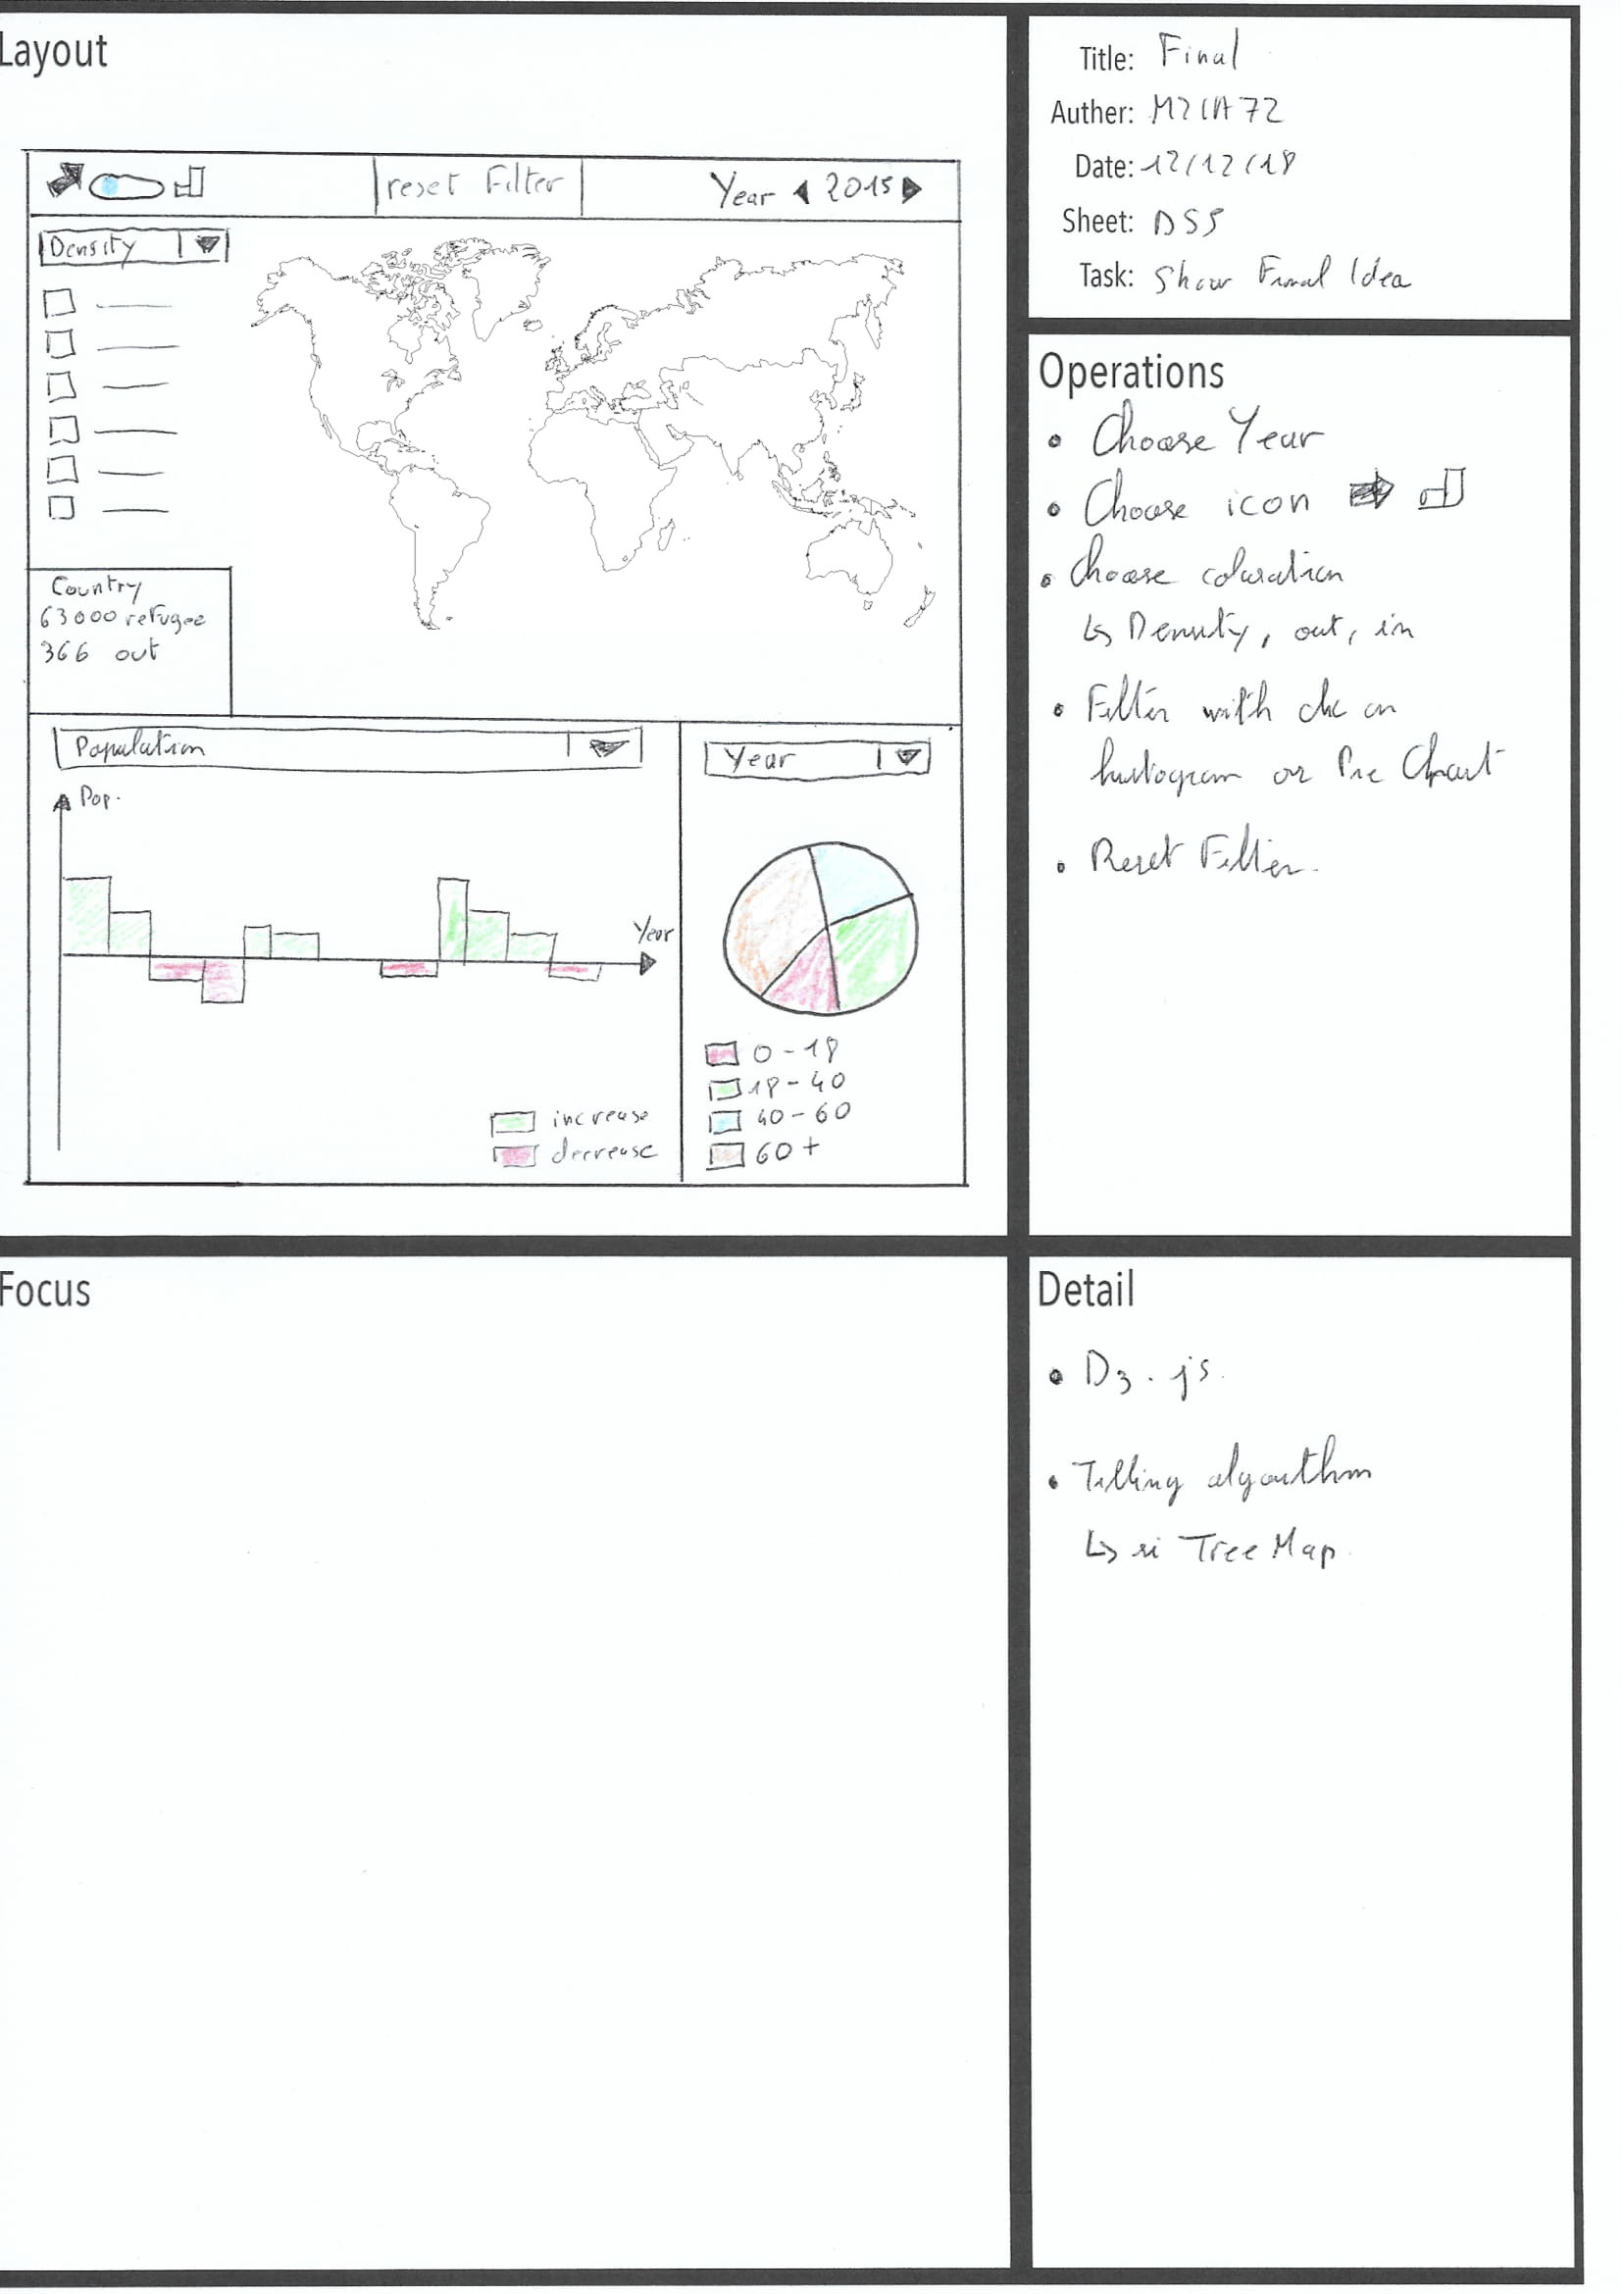 Layout
reset Filter
Year 2015
Density
Country
63000 refugee
366 out
Population
Pop.
Year
increase
decrease
Year
0-18
18-40
40-60
60+
Title: Final
Auther:
Date: 12/12/18
Sheet: DS5
Task: Show Final Idea
Operations
• Choose Year
• Choose icon
• Choose coloration
↳ Density, out, in
• Filter with on
histogram or Pie Chart
• Reset Filter.
Focus
Detail
• D3.js.
• Tilling algorithm
↳ si Tree Map.